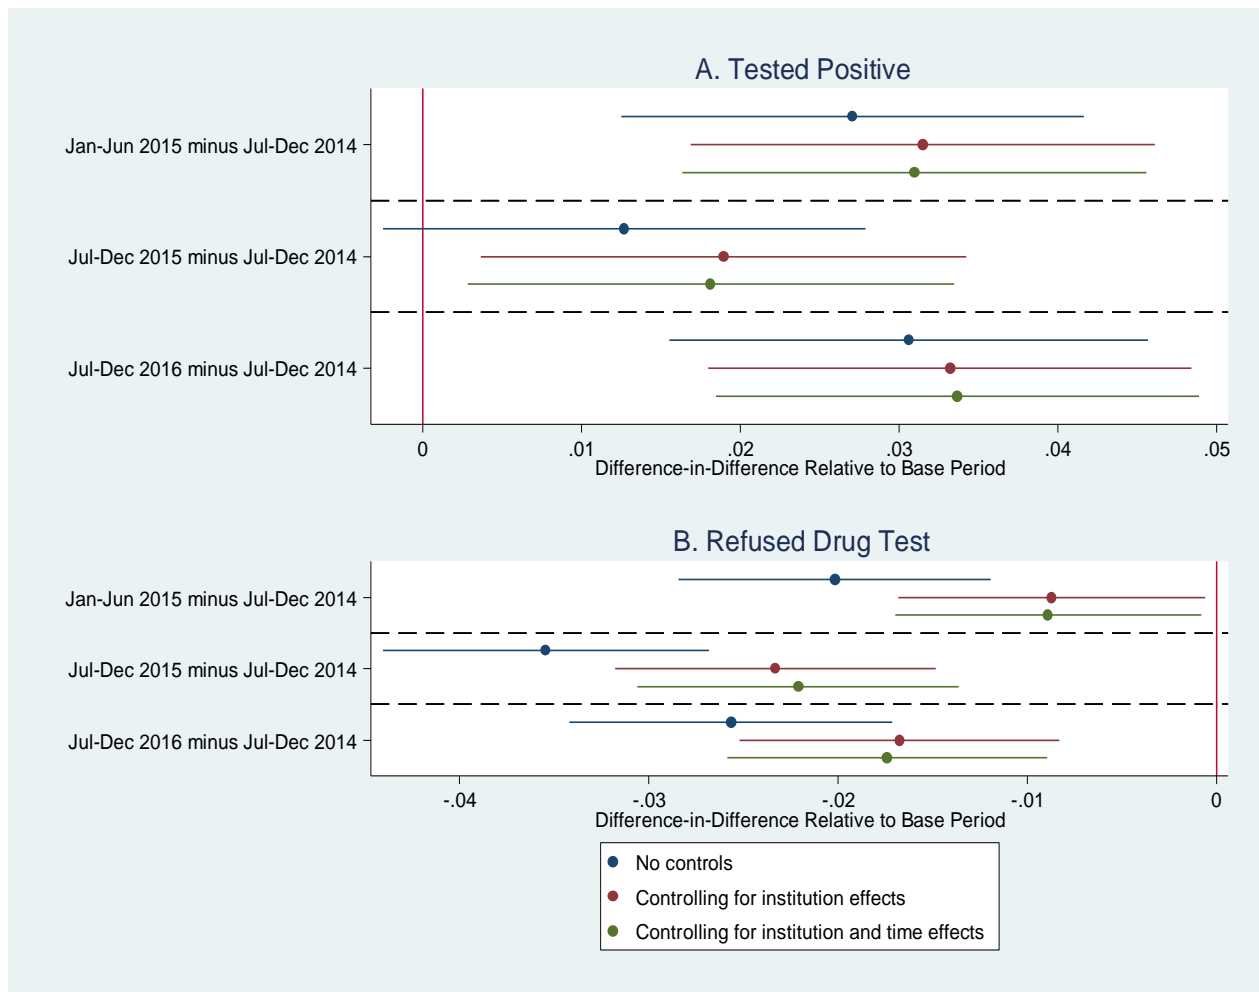 A. Tested Positive
Jan-Jun 2015 minus Jul-Dec 2014
Jul-Dec 2015 minus Jul-Dec 2014
Jul-Dec 2016 minus Jul-Dec 2014
0 .01 .02 .03 .04 .05
Difference-in-Difference Relative to Base Period
B. Refused Drug Test
Jan-Jun 2015 minus Jul-Dec 2014
Jul-Dec 2015 minus Jul-Dec 2014
Jul-Dec 2016 minus Jul-Dec 2014
-.04 -.03 -.02 -.01 0
Difference-in-Difference Relative to Base Period
No controls
Controlling for institution effects
Controlling for institution and time effects